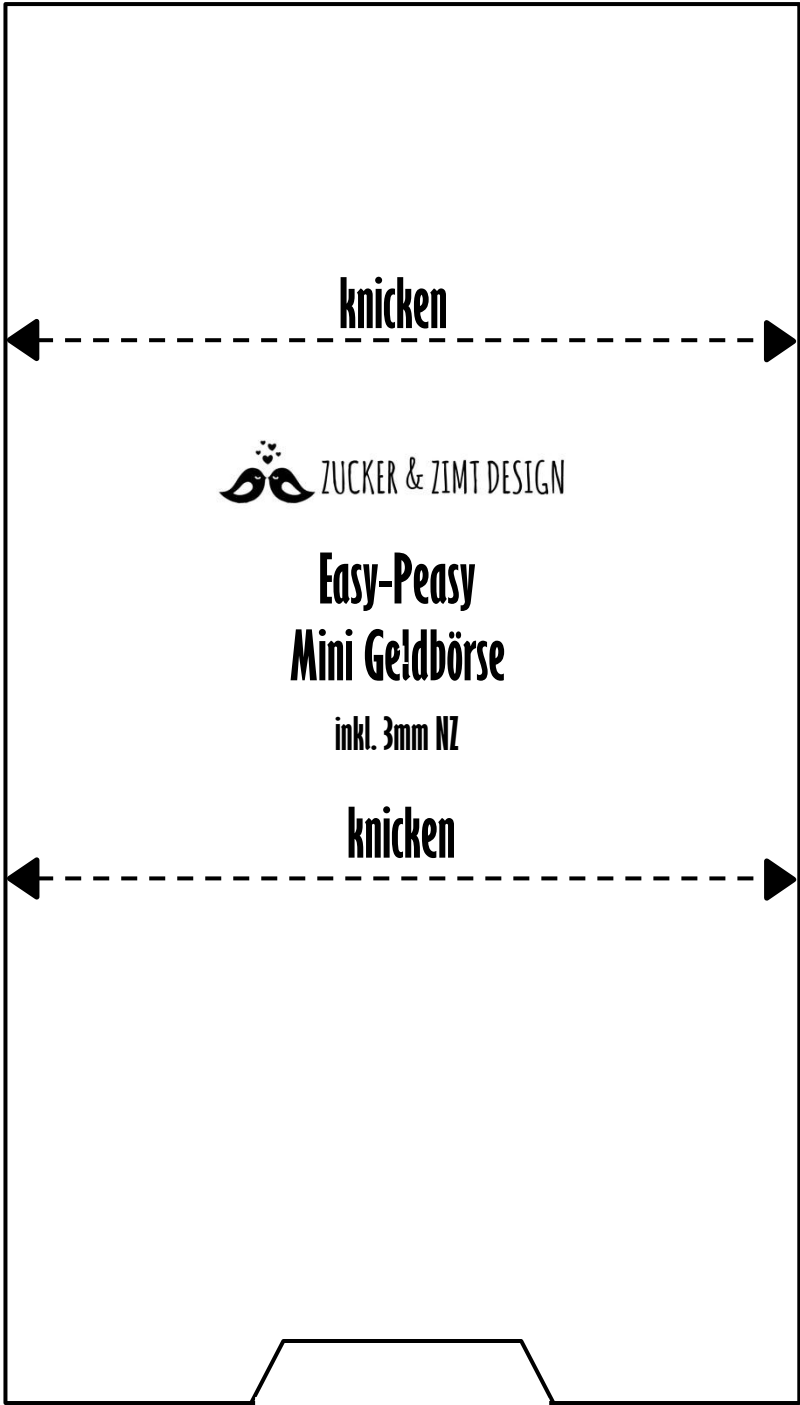 knicken
ZUCKER & ZIMT DESIGN
Easy-Peasy
Mini Geldbörse
inkl. 3mm NZ
knicken